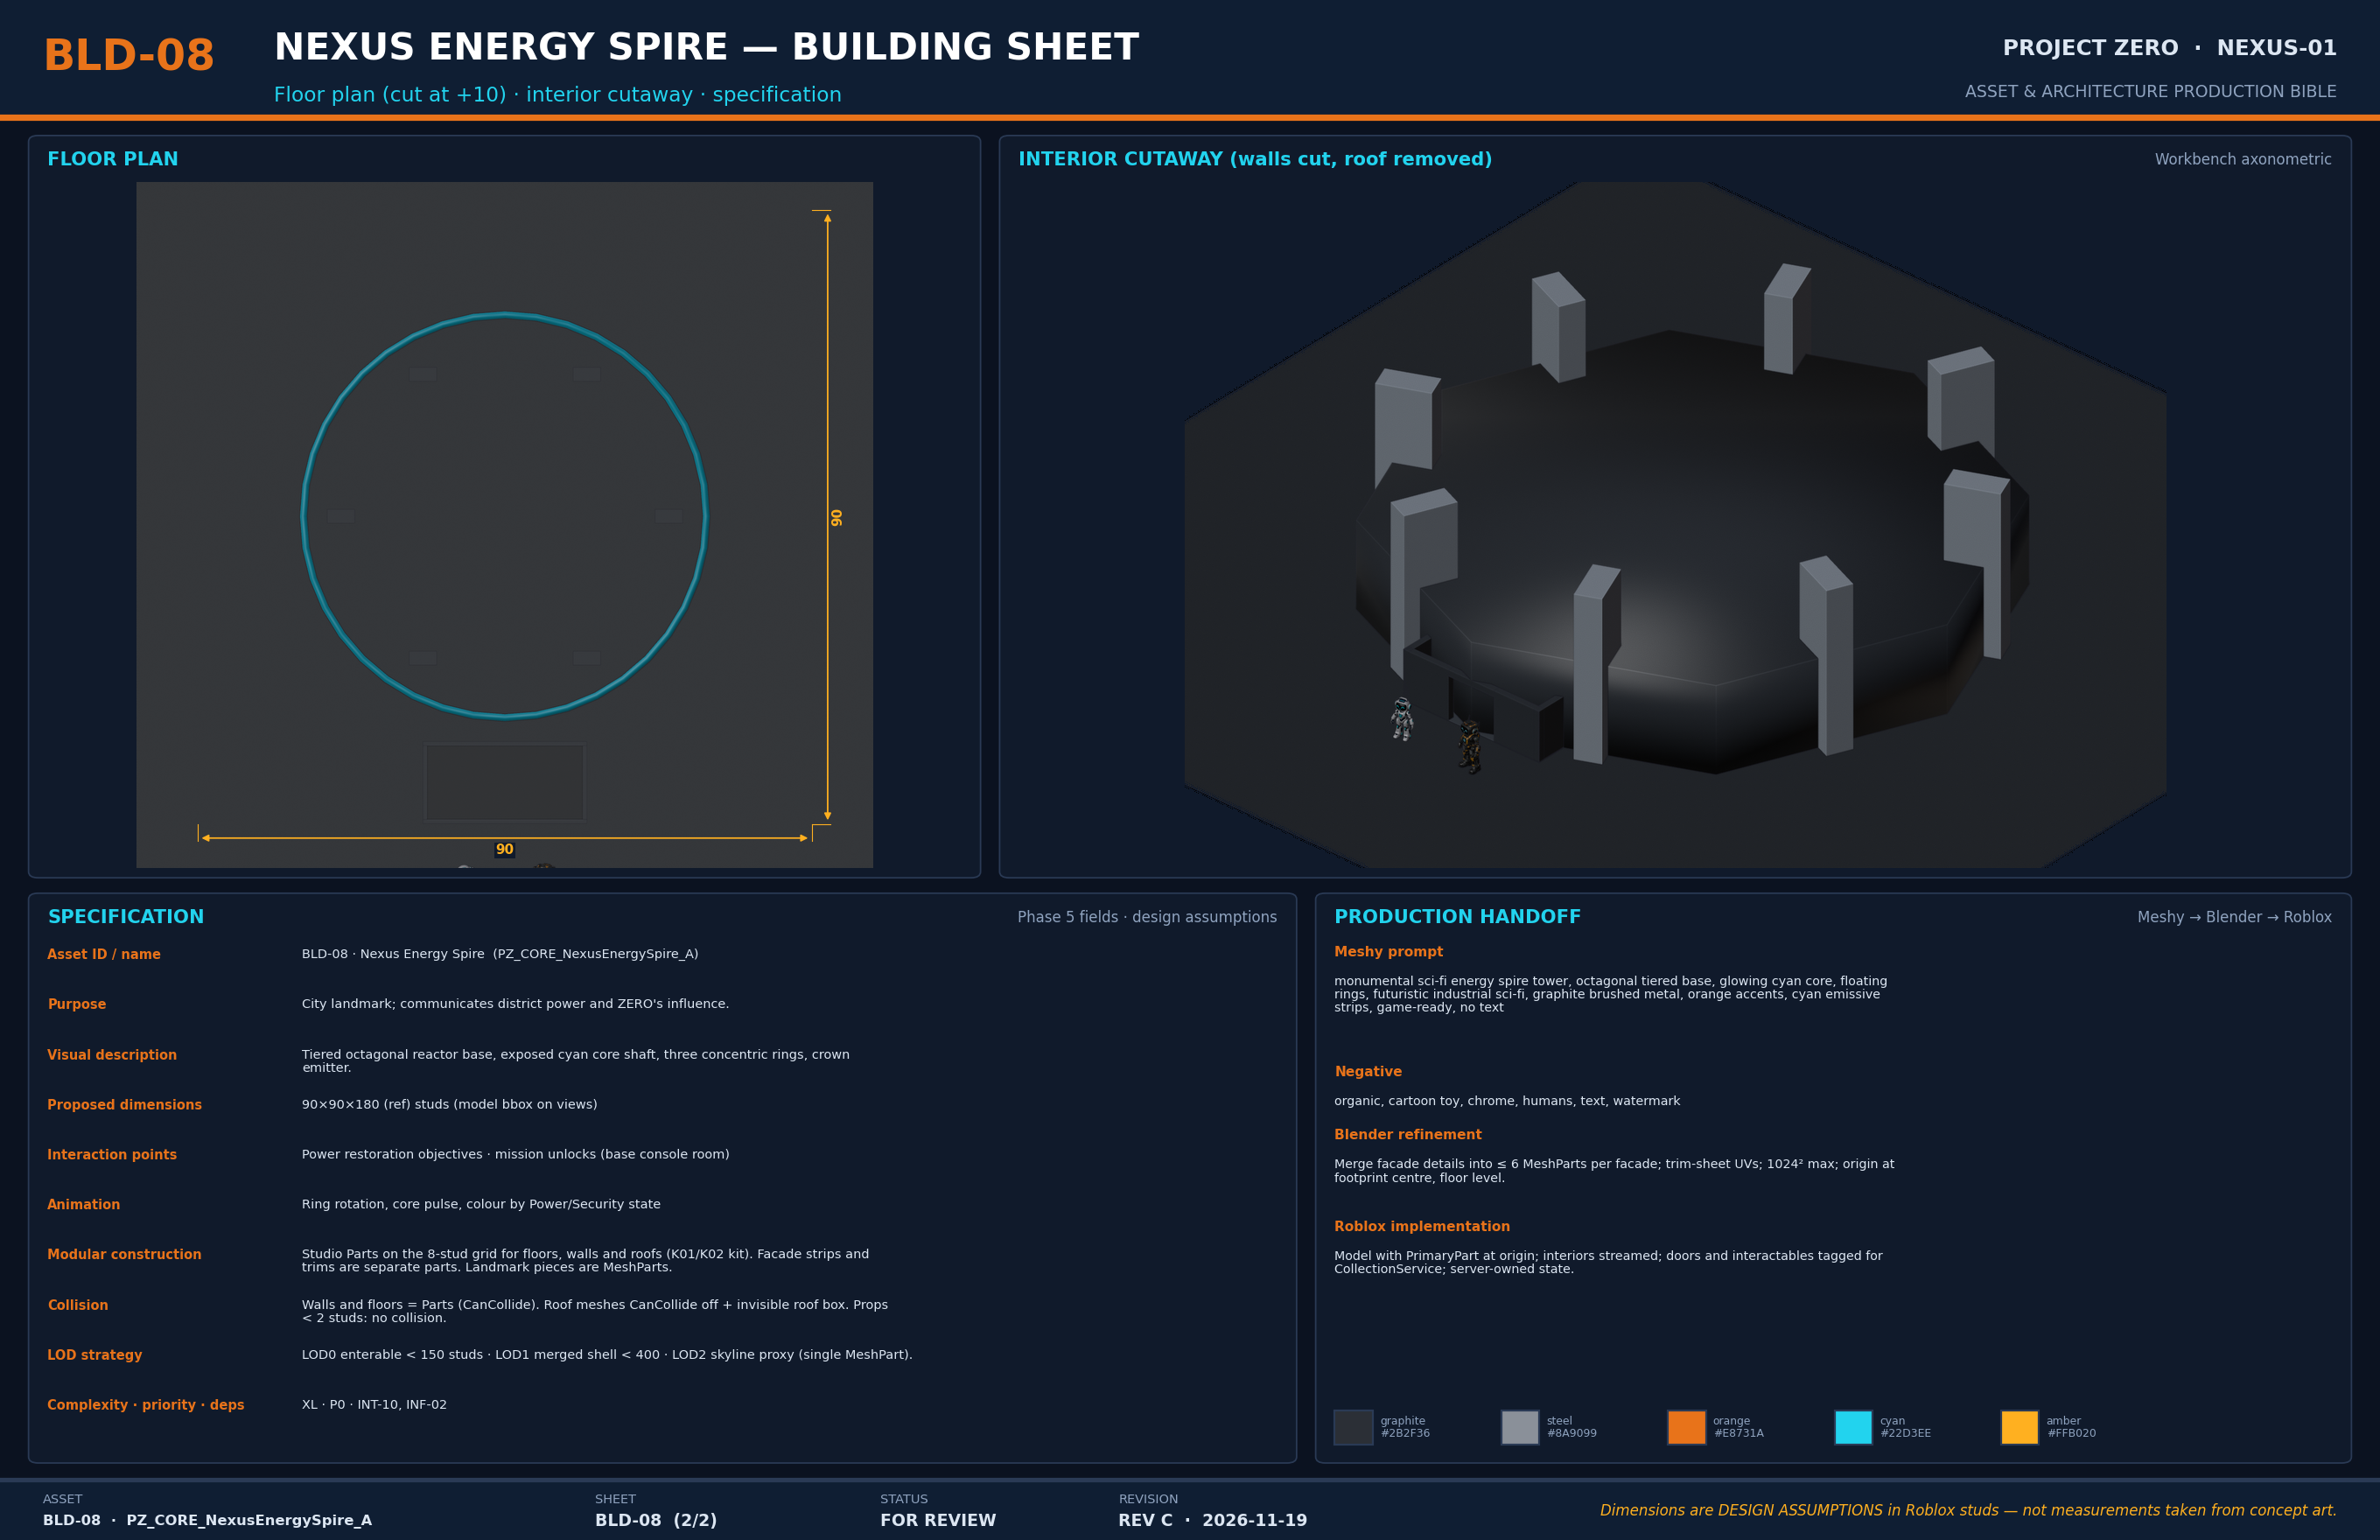 BLD-08
NEXUS ENERGY SPIRE — BUILDING SHEET
Floor plan (cut at +10) · interior cutaway · specification
PROJECT ZERO · NEXUS-01
ASSET & ARCHITECTURE PRODUCTION BIBLE
FLOOR PLAN
90
90
INTERIOR CUTAWAY (walls cut, roof removed)
Workbench axonometric
SPECIFICATION
Phase 5 fields · design assumptions
Asset ID / name
BLD-08 · Nexus Energy Spire (PZ_CORE_NexusEnergySpire_A)
Purpose
City landmark; communicates district power and ZERO's influence.
Visual description
Tiered octagonal reactor base, exposed cyan core shaft, three concentric rings, crown
emitter.
Proposed dimensions
90×90×180 (ref) studs (model bbox on views)
Interaction points
Power restoration objectives · mission unlocks (base console room)
Animation
Ring rotation, core pulse, colour by Power/Security state
Modular construction
Studio Parts on the 8-stud grid for floors, walls and roofs (K01/K02 kit). Facade strips and
trims are separate parts. Landmark pieces are MeshParts.
Collision
Walls and floors = Parts (CanCollide). Roof meshes CanCollide off + invisible roof box. Props
< 2 studs: no collision.
LOD strategy
LOD0 enterable < 150 studs · LOD1 merged shell < 400 · LOD2 skyline proxy (single MeshPart).
Complexity · priority · deps
XL · P0 · INT-10, INF-02
PRODUCTION HANDOFF
Meshy → Blender → Roblox
Meshy prompt
monumental sci-fi energy spire tower, octagonal tiered base, glowing cyan core, floating
rings, futuristic industrial sci-fi, graphite brushed metal, orange accents, cyan emissive
strips, game-ready, no text
Negative
organic, cartoon toy, chrome, humans, text, watermark
Blender refinement
Merge facade details into ≤ 6 MeshParts per facade; trim-sheet UVs; 1024² max; origin at
footprint centre, floor level.
Roblox implementation
Model with PrimaryPart at origin; interiors streamed; doors and interactables tagged for
CollectionService; server-owned state.
graphite
#2B2F36
steel
#8A9099
orange
#E8731A
cyan
#22D3EE
amber
#FFB020
ASSET
BLD-08 · PZ_CORE_NexusEnergySpire_A
SHEET
BLD-08 (2/2)
STATUS
FOR REVIEW
REVISION
REV C · 2026-11-19
Dimensions are DESIGN ASSUMPTIONS in Roblox studs — not measurements taken from concept art.